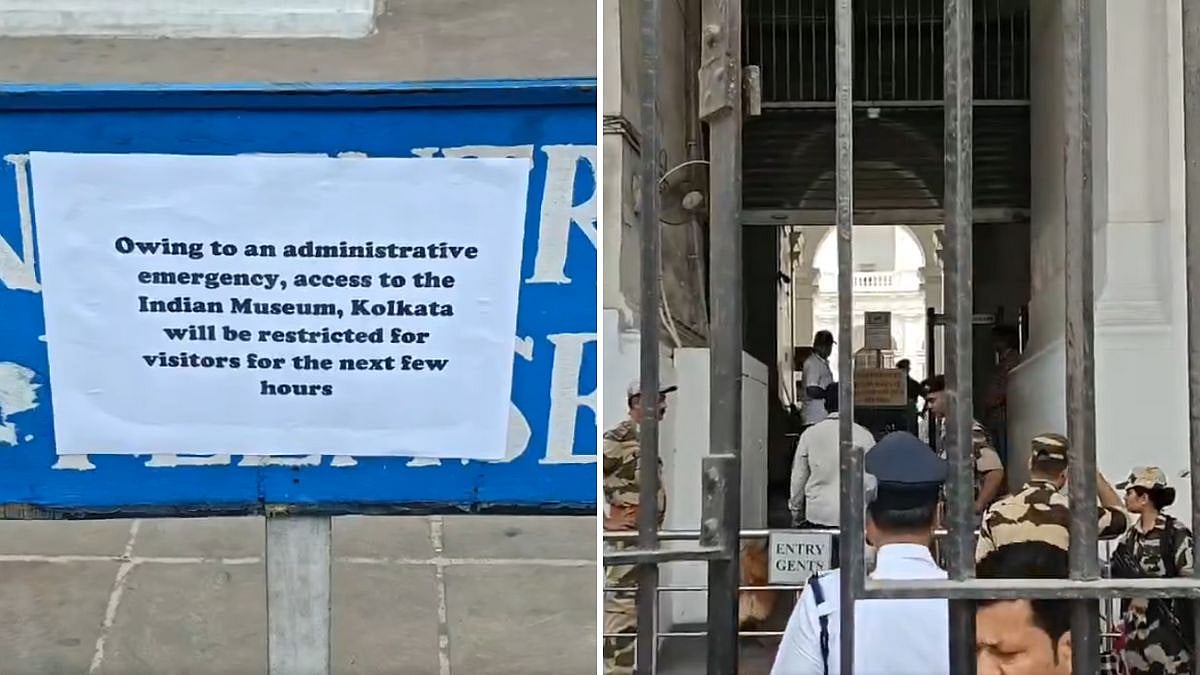 Owing to an administrative
emergency, access to the
Indian Museum, Kolkata
will be restricted for
visitors for the next few
hours
ENTRY
GENTS